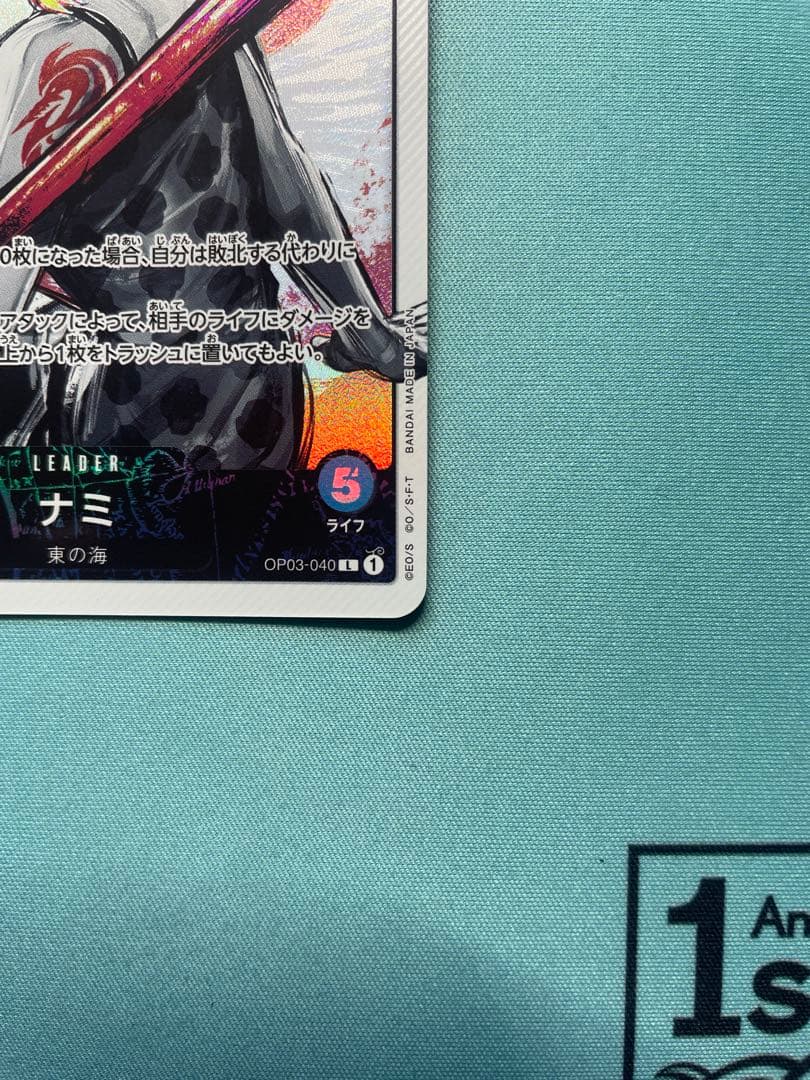 0枚になった場合、自分は敗北する代わりに
アタックによって、相手のライフにダメージを
上から1枚をトラッシュに置いてもよい。
LEADER
ナミ
東の海
5
ライフ
OP03-040 L 1
©EO/S ©O/S・F・T BANDAI MADE IN JAPAN
1
An
s